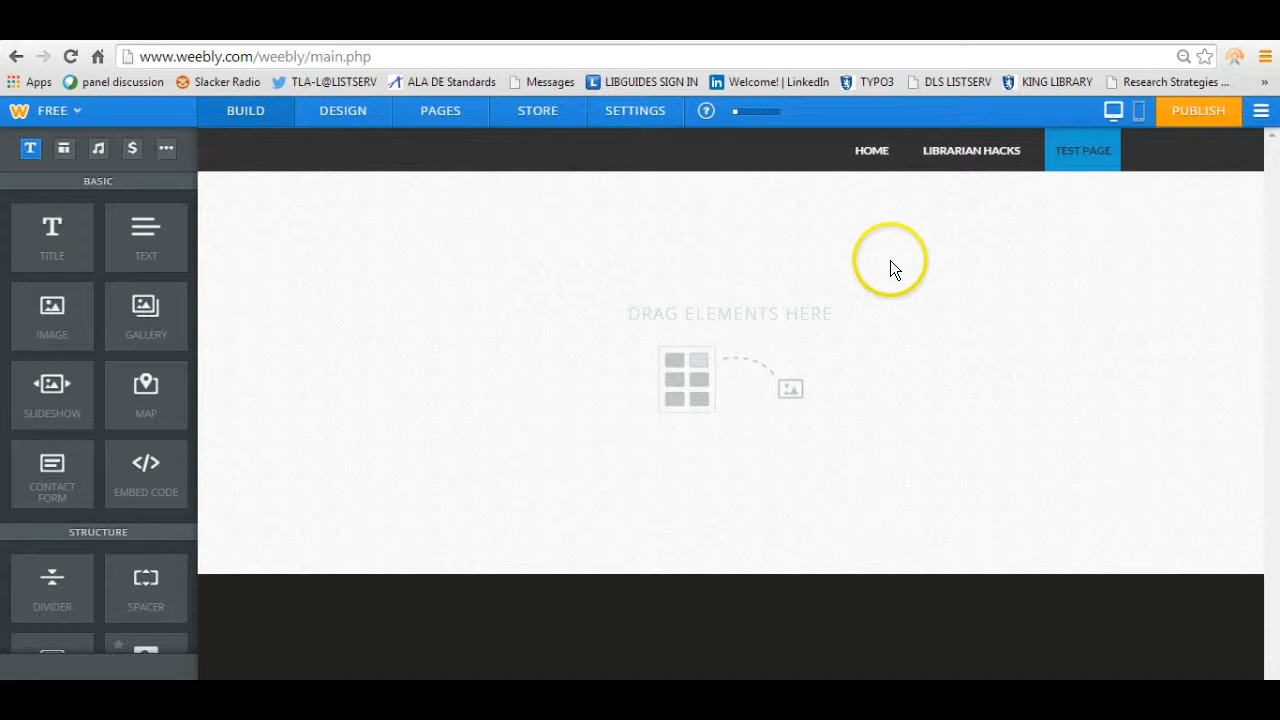 www.weebly.com/weebly/main.php
Apps panel discussion Slacker Radio TLA-L@LISTSERV ALA DE Standards Messages LIBGUIDES SIGN IN Welcome! | LinkedIn TYPO3 DLS LISTSERV KING LIBRARY Research Strategies ... »
FREE BUILD DESIGN PAGES STORE SETTINGS ? PUBLISH
HOME LIBRARIAN HACKS TEST PAGE
BASIC
TITLE TEXT
IMAGE GALLERY
DRAG ELEMENTS HERE
SLIDESHOW MAP
CONTACT FORM EMBED CODE
STRUCTURE
DIVIDER SPACER